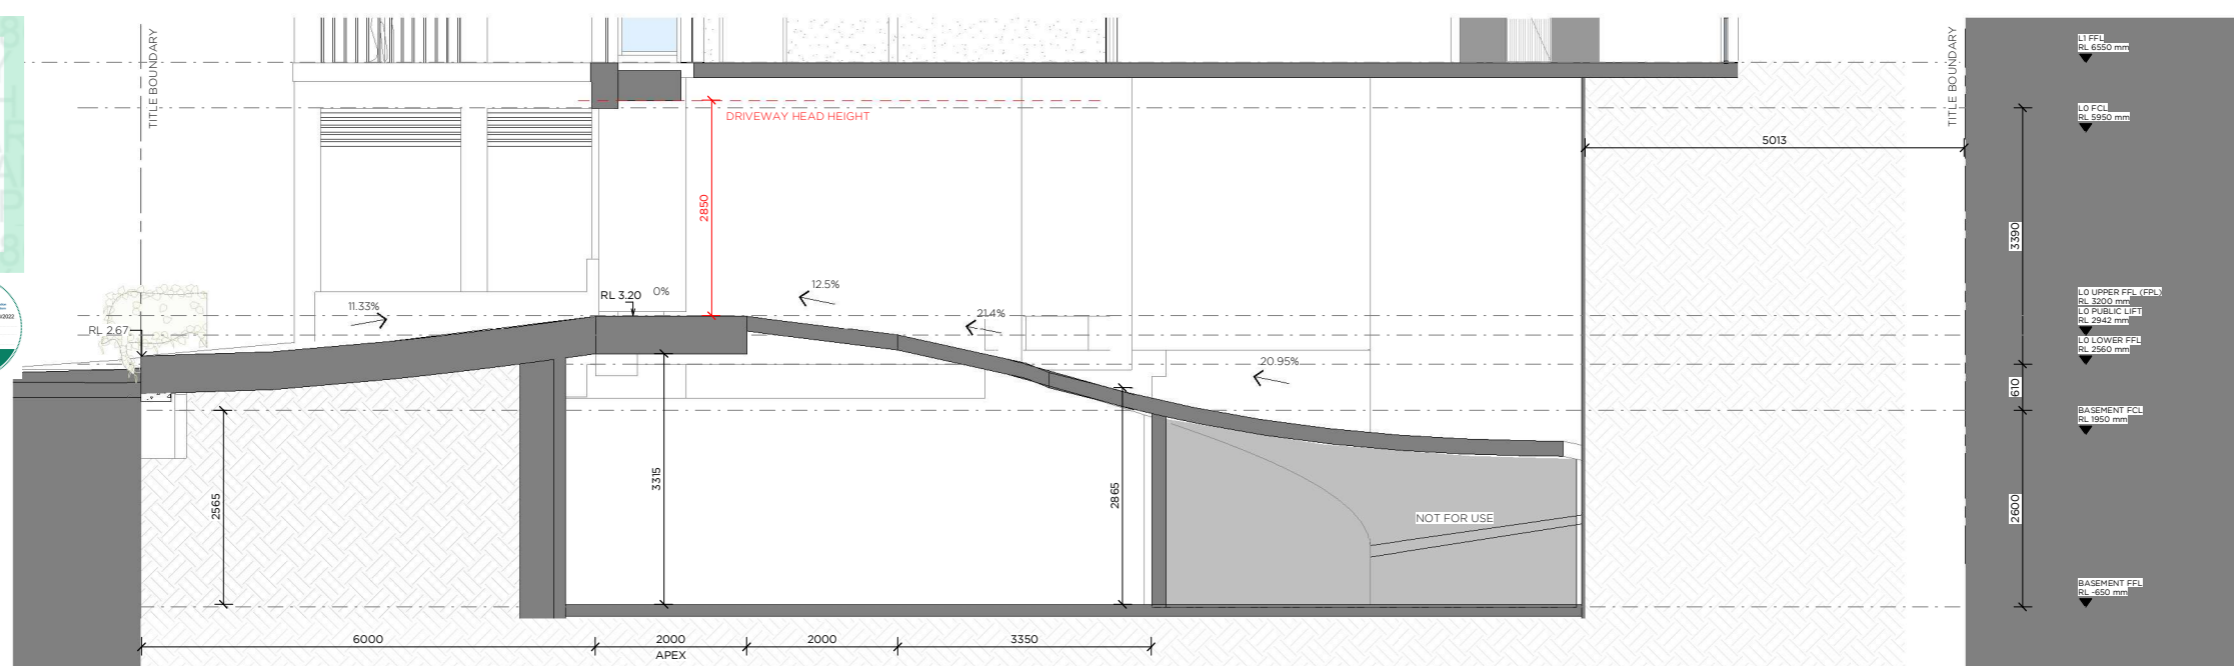 TITLE BOUNDARY
TITLE BOUNDARY
L1 FFL
RL 6550 mm
L0 FCL
RL 5950 mm
DRIVEWAY HEAD HEIGHT
5013
2850
3390
12.5%
RL 3.20
0%
11.33%
21.4%
L0 UPPER FFL (FPL)
RL 3200 mm
L0 PUBLIC LIFT
RL 2942 mm
L0 LOWER FFL
RL 2560 mm
RL 2.67
20.95%
610
BASEMENT FCL
RL 1950 mm
2565
3315
2865
2600
NOT FOR USE
BASEMENT FFL
RL -650 mm
6000
2000
2000
3350
APEX